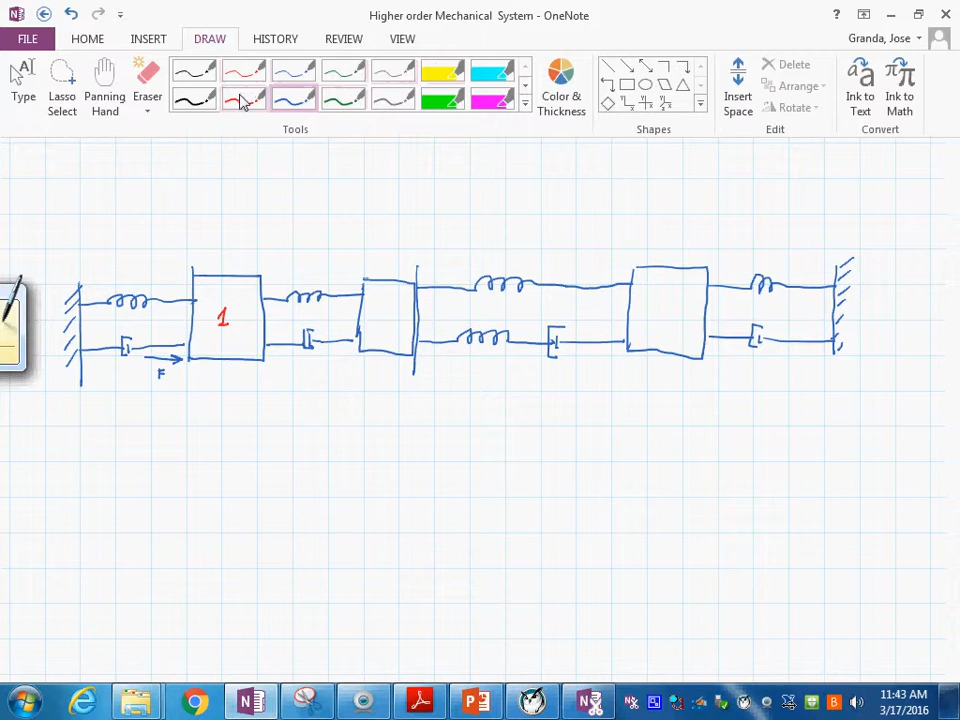 Higher order Mechanical System - OneNote
?
FILE HOME INSERT DRAW HISTORY REVIEW VIEW
Granda, Jose
Type
Lasso Select
Panning Hand
Eraser
Color & Thickness
Insert Space
Delete
Arrange
Rotate
Ink to Text
Ink to Math
Tools
Shapes
Edit
Convert
1
F
11:43 AM
3/17/2016